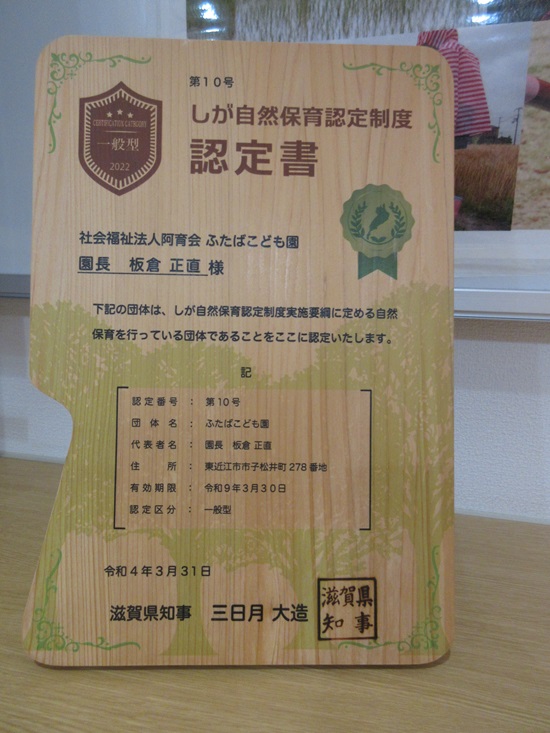 第10号
しが自然保育認定制度
認定書
CERTIFICATION CATEGORY
一般型
2022
社会福祉法人阿育会 ふたばこども園
園長 板倉 正直 様
下記の団体は、しが自然保育認定制度実施要綱に定める自然
保育を行っている団体であることをここに認定いたします。
記
認定番号 : 第10号
団体名 : ふたばこども園
代表者名 : 園長 板倉 正直
住所 : 東近江市市子松井町278番地
有効期限 : 令和9年3月30日
認定区分 : 一般型
令和4年3月31日
滋賀県知事 三日月 大造
滋賀県
知事